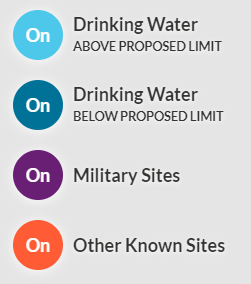 On
Drinking Water
ABOVE PROPOSED LIMIT
On
Drinking Water
BELOW PROPOSED LIMIT
On
Military Sites
On
Other Known Sites